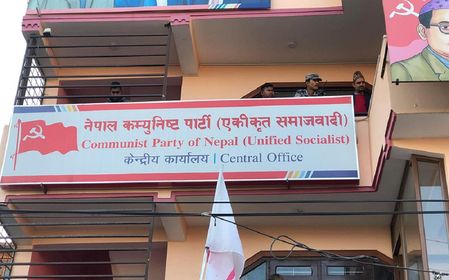 नेपाल कम्युनिष्ट पार्टी (एकीकृत समाजवादी)
Communist Party of Nepal (Unified Socialist)
केन्द्रीय कार्यालय | Central Office